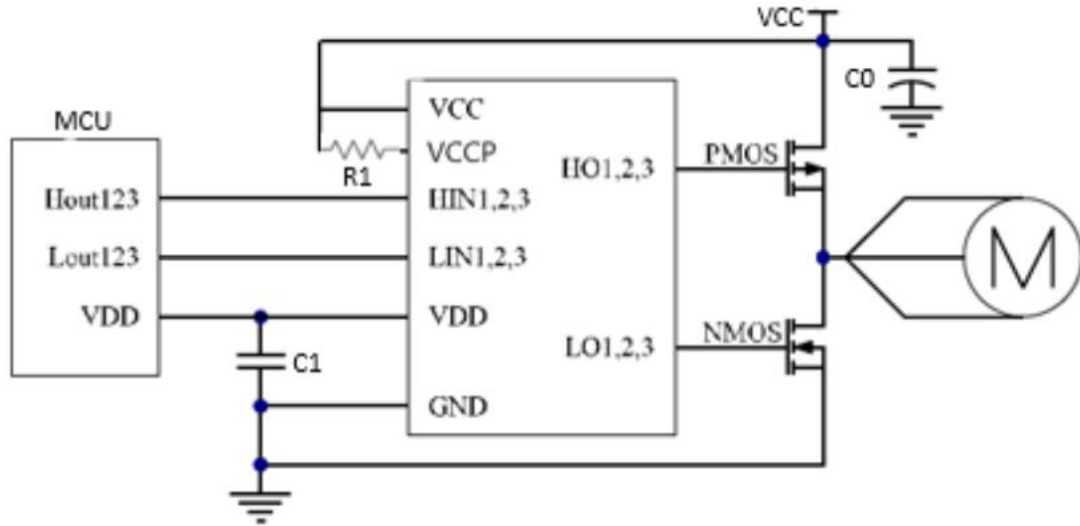 VCC
C0
MCU
VCC
VCCP
R1
HO1,2,3
PMOS
Hout123
HIN1,2,3
Lout123
LIN1,2,3
M
VDD
VDD
NMOS
LO1,2,3
C1
GND